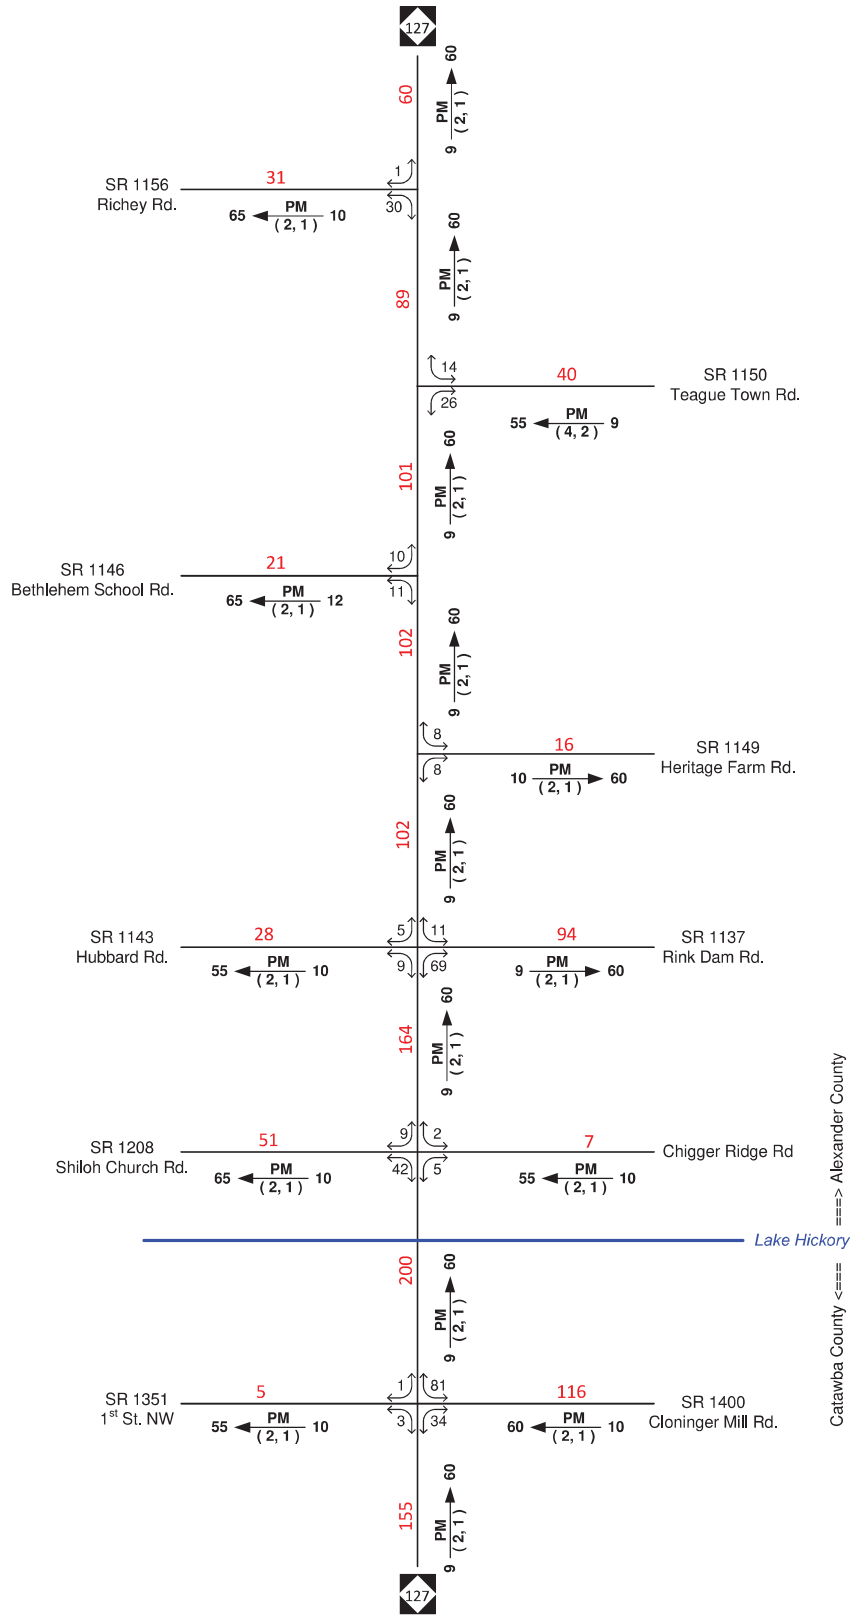 127
60
60
PM
( 2, 1 )
9
1
SR 1156
Richey Rd.
31
30
65 PM 10
( 2, 1 )
60
PM
( 2, 1 )
9
89
14
40
SR 1150
Teague Town Rd.
26
55 PM 9
( 4, 2 )
60
PM
( 2, 1 )
9
101
10
SR 1146
Bethlehem School Rd.
21
11
65 PM 12
( 2, 1 )
60
PM
( 2, 1 )
9
102
8
16
SR 1149
Heritage Farm Rd.
8
10 PM 60
( 2, 1 )
60
PM
( 2, 1 )
9
102
SR 1143
Hubbard Rd.
28
5
11
94
SR 1137
Rink Dam Rd.
9
69
55 PM 10
( 2, 1 )
9 PM 60
( 2, 1 )
60
PM
( 2, 1 )
9
164
SR 1208
Shiloh Church Rd.
51
9
2
7
Chigger Ridge Rd
42
5
65 PM 10
( 2, 1 )
55 PM 10
( 2, 1 )
Lake Hickory
Catawba County <=== ===> Alexander County
200
60
PM
( 2, 1 )
9
SR 1351
1st St. NW
5
1
81
116
SR 1400
Cloninger Mill Rd.
3
34
55 PM 10
( 2, 1 )
60 PM 10
( 2, 1 )
60
PM
( 2, 1 )
9
155
127